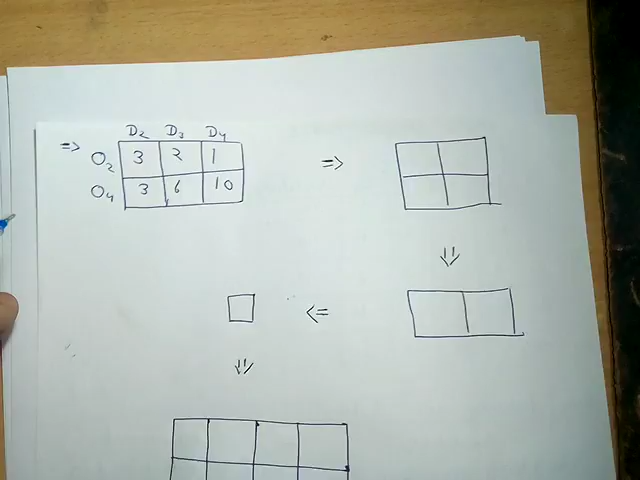 D2 D3 D4
=> O2 3 2 1 =>
O4 3 6 10
⇓
<=
⇓